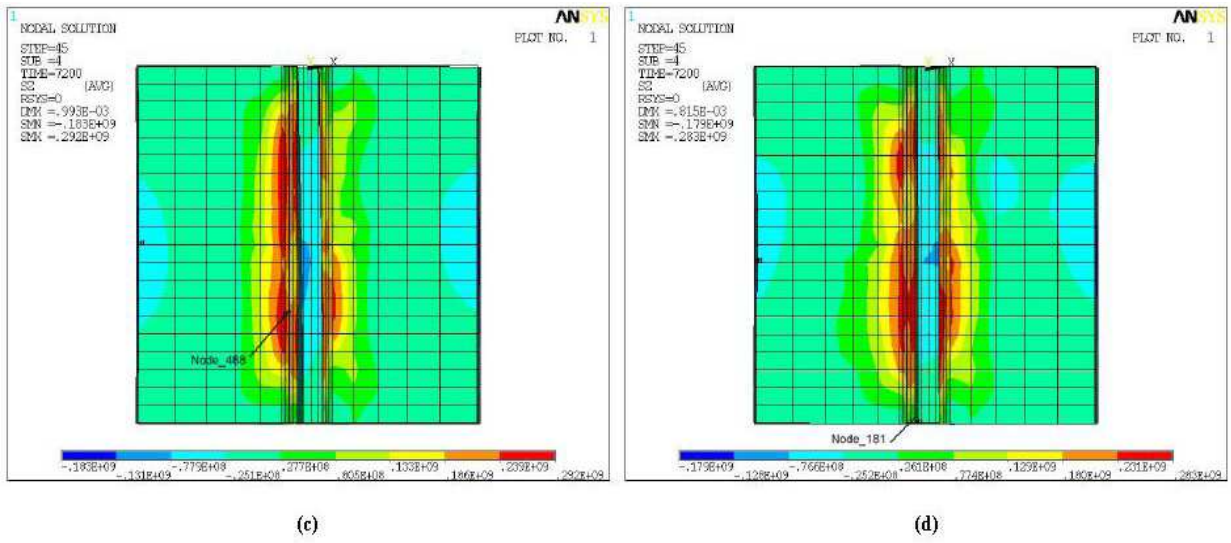 1
ANSYS
NODAL SOLUTION
PLOT NO. 1
STEP=45
SUB =4
TIME=7200
SZ (AVG)
RSYS=0
DMX =.993E-03
SMN =-.183E+09
SMX =.292E+09
Y X
Node_488
-.183E+09 -.779E+08 .277E+08 .133E+09 .239E+09
-.131E+09 -.251E+08 .805E+08 .186E+09 .292E+09
(c)
1
ANSYS
NODAL SOLUTION
PLOT NO. 1
STEP=45
SUB =4
TIME=7200
SZ (AVG)
RSYS=0
DMX =.815E-03
SMN =-.179E+09
SMX =.283E+09
Y X
Node_181
-.179E+09 -.766E+08 .261E+08 .129E+09 .231E+09
-.128E+09 -.252E+08 .774E+08 .180E+09 .283E+09
(d)